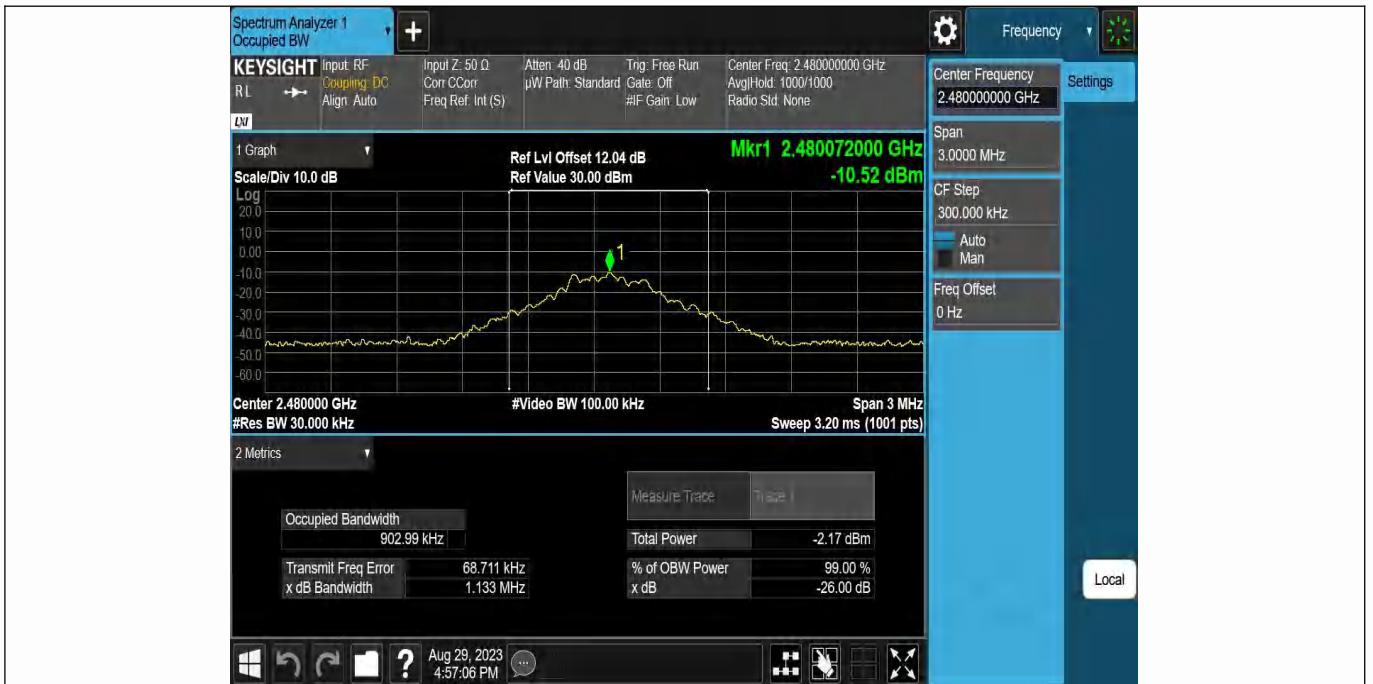 Spectrum Analyzer 1
Occupied BW
+
Frequency
KEYSIGHT
R L
LXI
Input: RF
Coupling: DC
Align: Auto
Input Z: 50 Ω
Corr CCorr
Freq Ref: Int (S)
Atten: 40 dB
µW Path: Standard
Trig: Free Run
Gate: Off
#IF Gain: Low
Center Freq: 2.480000000 GHz
Avg|Hold: 1000/1000
Radio Std: None
Center Frequency
2.480000000 GHz
Settings
Span
3.0000 MHz
CF Step
300.000 kHz
Auto
Man
Freq Offset
0 Hz
Local
1 Graph
Scale/Div 10.0 dB
Ref Lvl Offset 12.04 dB
Ref Value 30.00 dBm
Mkr1 2.480072000 GHz
-10.52 dBm
Log
20.0
10.0
0.00
-10.0
-20.0
-30.0
-40.0
-50.0
-60.0
1
Center 2.480000 GHz
#Video BW 100.00 kHz
Span 3 MHz
#Res BW 30.000 kHz
Sweep 3.20 ms (1001 pts)
2 Metrics
Measure Trace
Trace 1
Occupied Bandwidth
902.99 kHz
Total Power
-2.17 dBm
Transmit Freq Error
68.711 kHz
% of OBW Power
99.00 %
x dB Bandwidth
1.133 MHz
x dB
-26.00 dB
?
Aug 29, 2023
4:57:06 PM